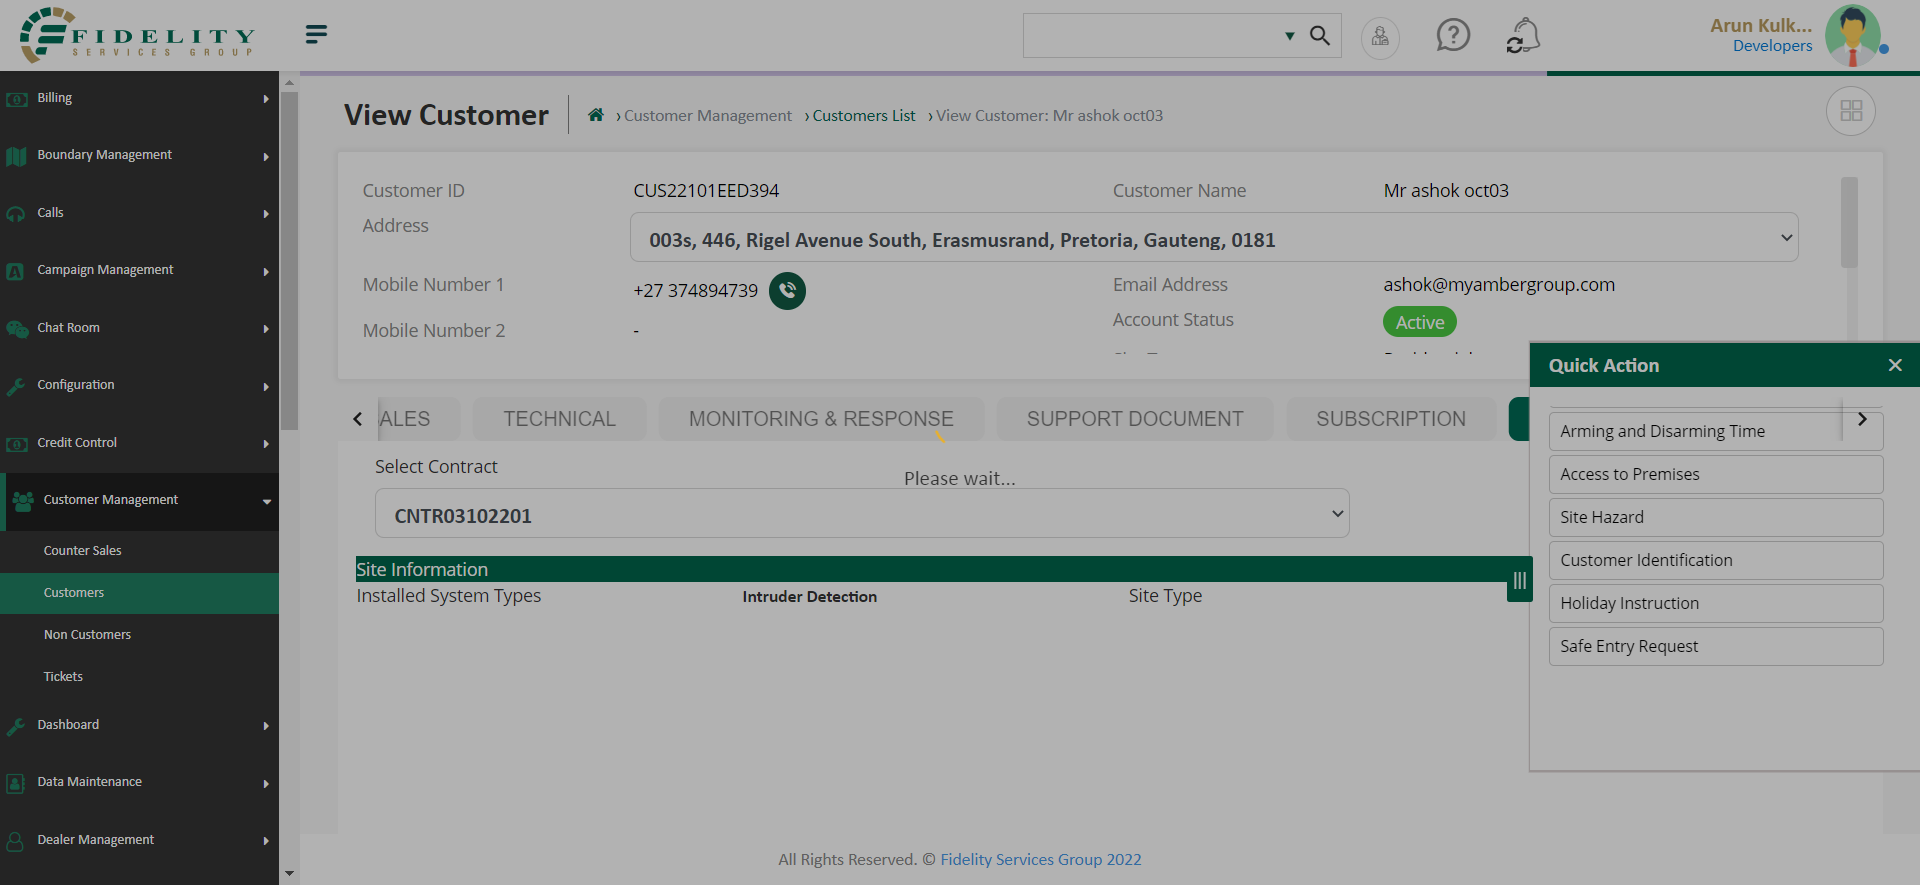 FIDELITY
SERVICES GROUP
Arun Kulk...
Developers
Billing
Boundary Management
Calls
Campaign Management
Chat Room
Configuration
Credit Control
Customer Management
Counter Sales
Customers
Non Customers
Tickets
Dashboard
Data Maintenance
Dealer Management
View Customer
› Customer Management › Customers List › View Customer: Mr ashok oct03
Customer ID CUS22101EED394 Customer Name Mr ashok oct03
Address 003s, 446, Rigel Avenue South, Erasmusrand, Pretoria, Gauteng, 0181
Mobile Number 1 +27 374894739 Email Address ashok@myambergroup.com
Account Status Active
Mobile Number 2 -
ALES TECHNICAL MONITORING & RESPONSE SUPPORT DOCUMENT SUBSCRIPTION
Select Contract
Please wait...
CNTR03102201
Site Information
Installed System Types Intruder Detection Site Type
Quick Action
Arming and Disarming Time
Access to Premises
Site Hazard
Customer Identification
Holiday Instruction
Safe Entry Request
All Rights Reserved. © Fidelity Services Group 2022